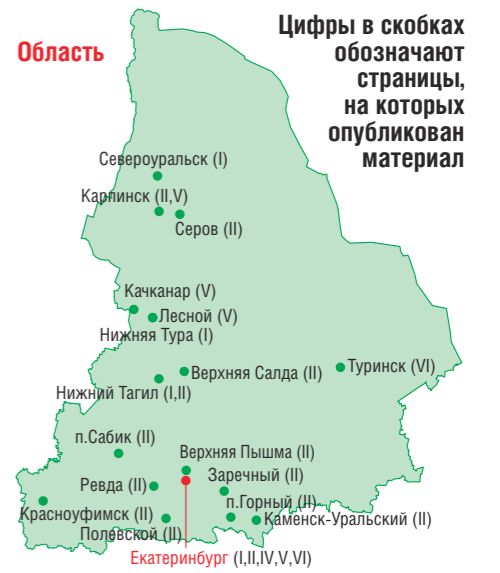 Область
Цифры в скобках
обозначают
страницы,
на которых
опубликован
материал
Североуральск (I)
Карпинск (II,V)
Серов (II)
Качканар (V)
Лесной (V)
Нижняя Тура (I)
Верхняя Салда (II)
Туринск (VI)
Нижний Тагил (I,II)
п.Сабик (II)
Верхняя Пышма (II)
Заречный (II)
Ревда (II)
п.Горный (II)
Красноуфимск (II)
Каменск-Уральский (II)
Полевской (II)
Екатеринбург (I,II,IV,V,VI)